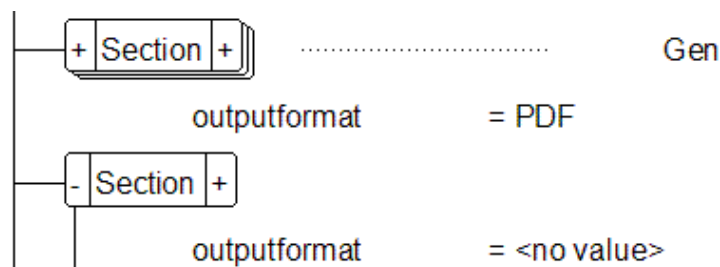 + Section + .............................. Gen
outputformat = PDF
- Section +
outputformat = <no value>